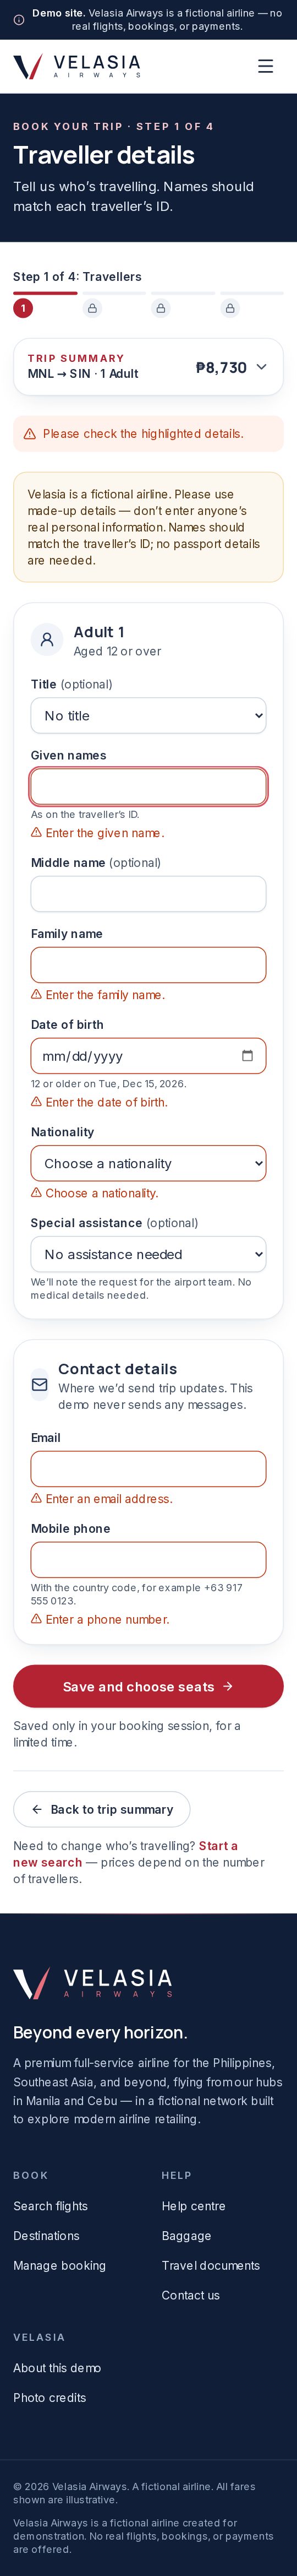 Demo site. Velasia Airways is a fictional airline — no
real flights, bookings, or payments.
VELASIA
AIRWAYS
BOOK YOUR TRIP · STEP 1 OF 4
Traveller details
Tell us who’s travelling. Names should
match each traveller’s ID.
Step 1 of 4: Travellers
1
TRIP SUMMARY
MNL → SIN · 1 Adult
₱8,730
Please check the highlighted details.
Velasia is a fictional airline. Please use
made-up details — don’t enter anyone’s
real personal information. Names should
match the traveller’s ID; no passport details
are needed.
Adult 1
Aged 12 or over
Title (optional)
No title
Given names
As on the traveller’s ID.
Enter the given name.
Middle name (optional)
Family name
Enter the family name.
Date of birth
mm/dd/yyyy
12 or older on Tue, Dec 15, 2026.
Enter the date of birth.
Nationality
Choose a nationality
Choose a nationality.
Special assistance (optional)
No assistance needed
We’ll note the request for the airport team. No
medical details needed.
Contact details
Where we’d send trip updates. This
demo never sends any messages.
Email
Enter an email address.
Mobile phone
With the country code, for example +63 917
555 0123.
Enter a phone number.
Save and choose seats →
Saved only in your booking session, for a
limited time.
← Back to trip summary
Need to change who’s travelling? Start a
new search — prices depend on the number
of travellers.
VELASIA
AIRWAYS
Beyond every horizon.
A premium full-service airline for the Philippines,
Southeast Asia, and beyond, flying from our hubs
in Manila and Cebu — in a fictional network built
to explore modern airline retailing.
BOOK
Search flights
Destinations
Manage booking
HELP
Help centre
Baggage
Travel documents
Contact us
VELASIA
About this demo
Photo credits
© 2026 Velasia Airways. A fictional airline. All fares
shown are illustrative.
Velasia Airways is a fictional airline created for
demonstration. No real flights, bookings, or payments
are offered.